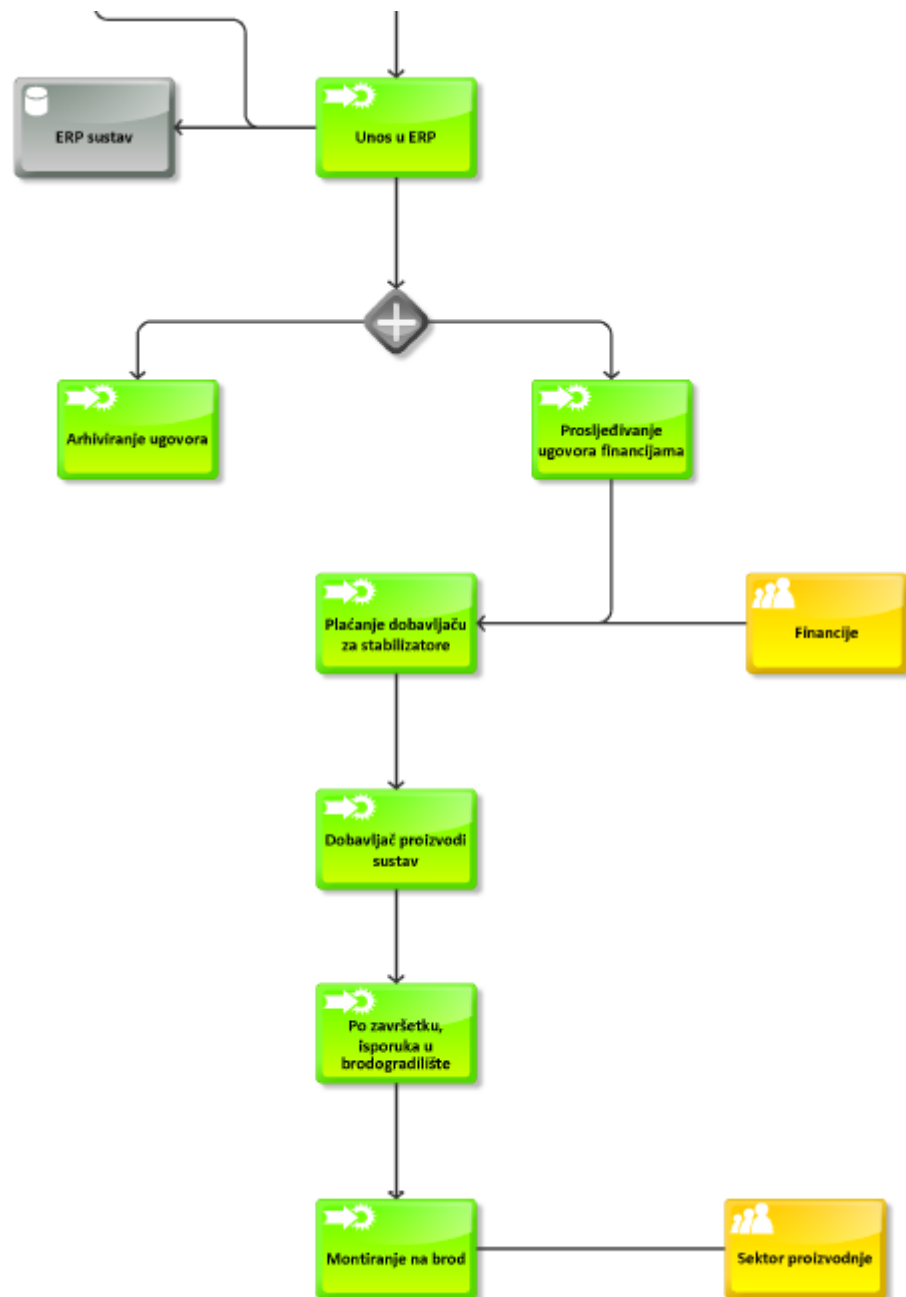 ERP sustav
Unos u ERP
Arhiviranje ugovora
Prosljeđivanje
ugovora financijama
Plaćanje dobavljaču
za stabilizatore
Financije
Dobavljač proizvodi
sustav
Po završetku,
isporuka u
brodogradilište
Montiranje na brod
Sektor proizvodnje